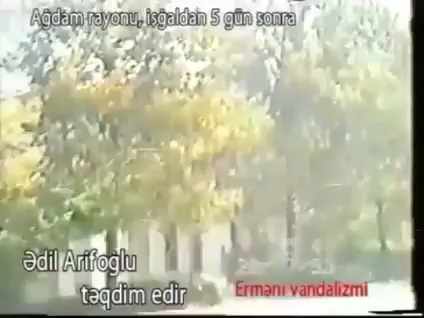 Ağdam rayonu, işğaldan 5 gün sonra
Ədil Arifoğlu
təqdim edir
Erməni vandalizmi